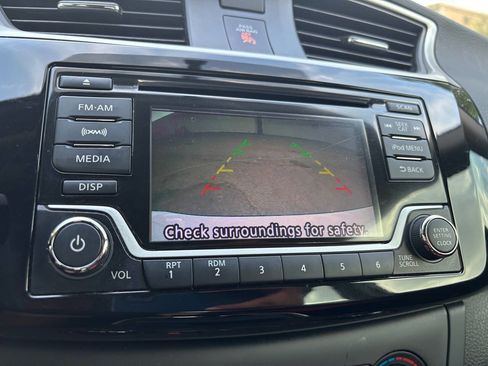 PASS
AIR BAG
FM·AM
SCAN
((XM))
SEEK
CAT
MEDIA
iPod MENU
DISP
BACK
Check surroundings for safety.
VOL
RPT
1
RDM
2
3
4
5
6
TUNE
SCROLL
ENTER
SETTING
CLOCK